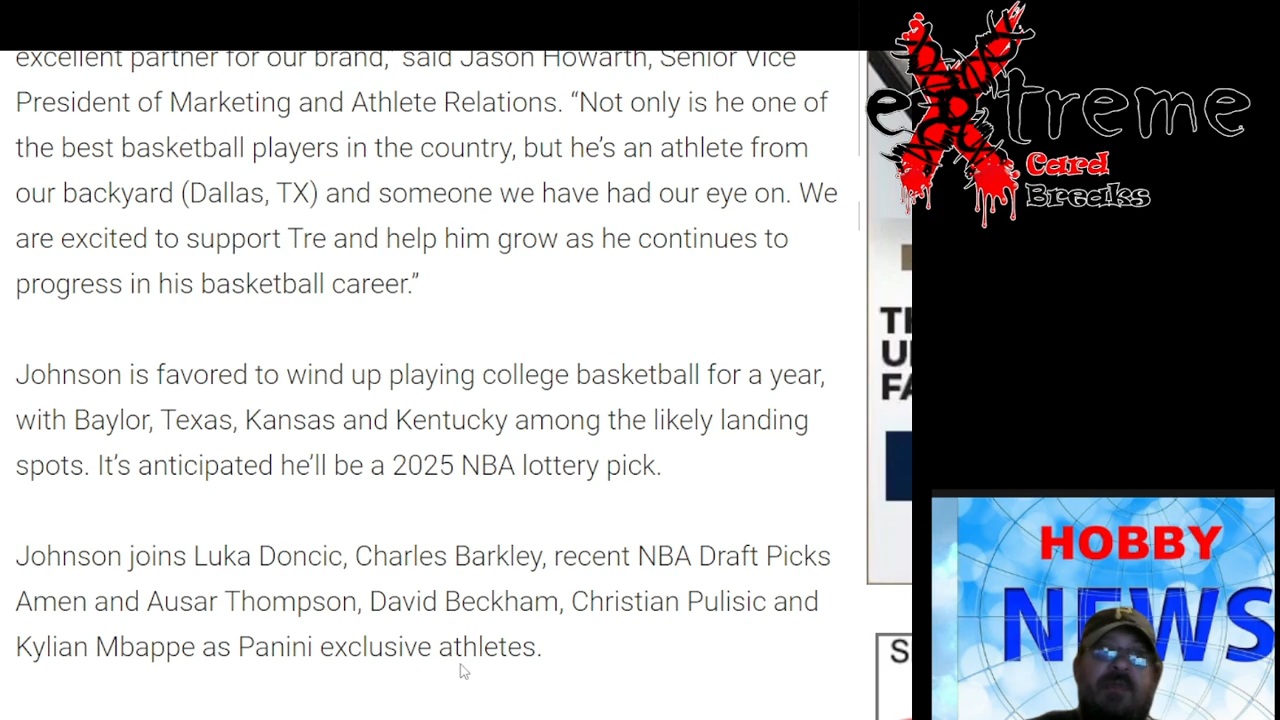 excellent partner for our brand,” said Jason Howarth, Senior Vice
President of Marketing and Athlete Relations. “Not only is he one of
the best basketball players in the country, but he’s an athlete from
our backyard (Dallas, TX) and someone we have had our eye on. We
are excited to support Tre and help him grow as he continues to
progress in his basketball career.”
Johnson is favored to wind up playing college basketball for a year,
with Baylor, Texas, Kansas and Kentucky among the likely landing
spots. It’s anticipated he’ll be a 2025 NBA lottery pick.
Johnson joins Luka Doncic, Charles Barkley, recent NBA Draft Picks
Amen and Ausar Thompson, David Beckham, Christian Pulisic and
Kylian Mbappe as Panini exclusive athletes.
eXtreme
Card
Breaks
HOBBY
NEWS